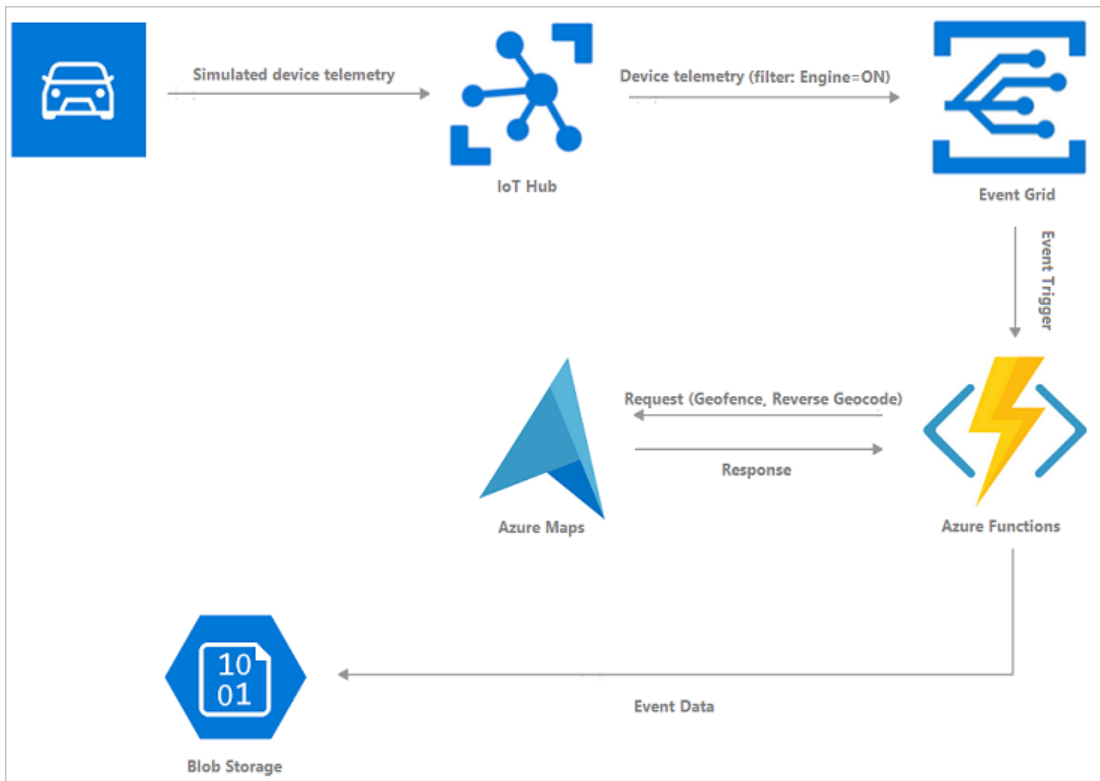 Simulated device telemetry
Device telemetry (filter: Engine=ON)
IoT Hub
Event Grid
Event Trigger
Request (Geofence, Reverse Geocode)
Response
Azure Maps
Azure Functions
10
01
Event Data
Blob Storage